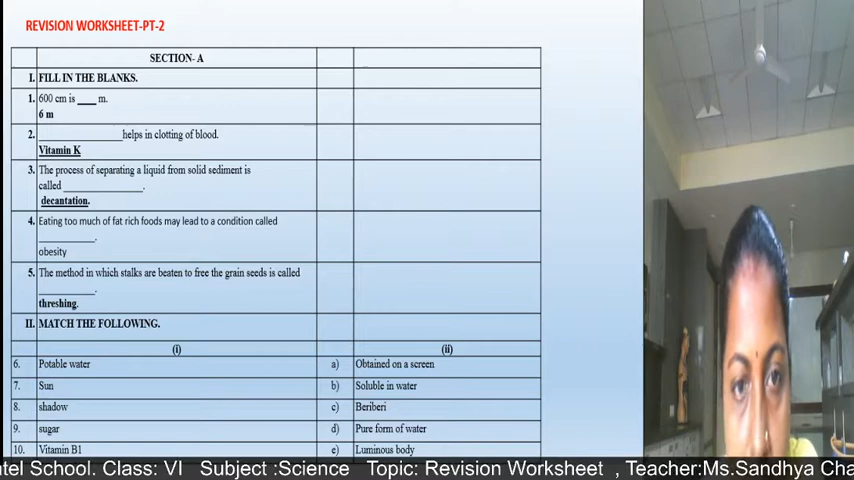 REVISION WORKSHEET-PT-2
SECTION- A
I. FILL IN THE BLANKS.
1. 600 cm is ____ m.
6 m
2. _________________helps in clotting of blood.
Vitamin K
3. The process of separating a liquid from solid sediment is
called ________________.
decantation.
4. Eating too much of fat rich foods may lead to a condition called
___________.
obesity
5. The method in which stalks are beaten to free the grain seeds is called
___________.
threshing.
II. MATCH THE FOLLOWING.
(i) (ii)
6. Potable water a) Obtained on a screen
7. Sun b) Soluble in water
8. shadow c) Beriberi
9. sugar d) Pure form of water
10. Vitamin B1 e) Luminous body
School. Class: VI Subject :Science Topic: Revision Worksheet , Teacher:Ms.Sandhya